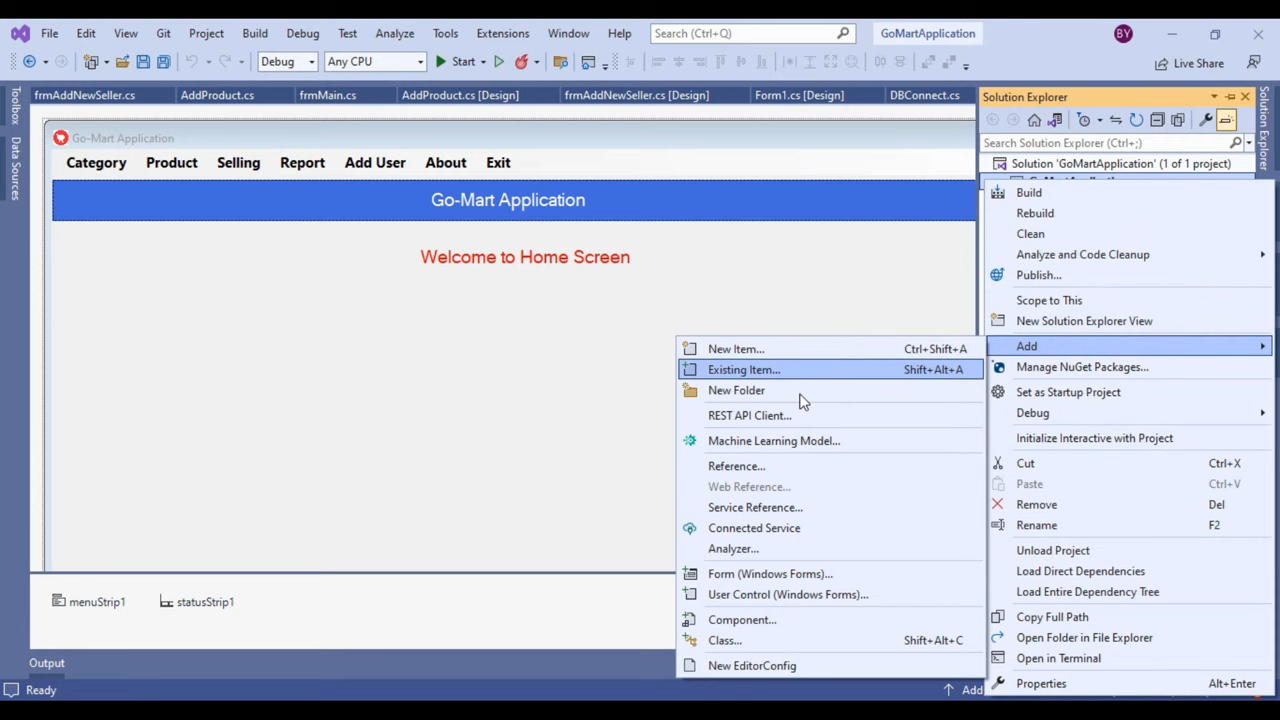 File Edit View Git Project Build Debug Test Analyze Tools Extensions Window Help Search (Ctrl+Q) GoMartApplication BY
Debug Any CPU Start Live Share
frmAddNewSeller.cs AddProduct.cs frmMain.cs AddProduct.cs [Design] frmAddNewSeller.cs [Design] Form1.cs [Design] DBConnect.cs
Toolbox
Data Sources
Go-Mart Application
Category Product Selling Report Add User About Exit
Go-Mart Application
Welcome to Home Screen
menuStrip1 statusStrip1
Output
Ready
Add
Solution Explorer
Search Solution Explorer (Ctrl+;)
Solution 'GoMartApplication' (1 of 1 project)
Solution Explorer
Build
Rebuild
Clean
Analyze and Code Cleanup
Publish...
Scope to This
New Solution Explorer View
Add
Manage NuGet Packages...
Set as Startup Project
Debug
Initialize Interactive with Project
Cut Ctrl+X
Paste Ctrl+V
Remove Del
Rename F2
Unload Project
Load Direct Dependencies
Load Entire Dependency Tree
Copy Full Path
Open Folder in File Explorer
Open in Terminal
Properties Alt+Enter
New Item... Ctrl+Shift+A
Existing Item... Shift+Alt+A
New Folder
REST API Client...
Machine Learning Model...
Reference...
Web Reference...
Service Reference...
Connected Service
Analyzer...
Form (Windows Forms)...
User Control (Windows Forms)...
Component...
Class... Shift+Alt+C
New EditorConfig